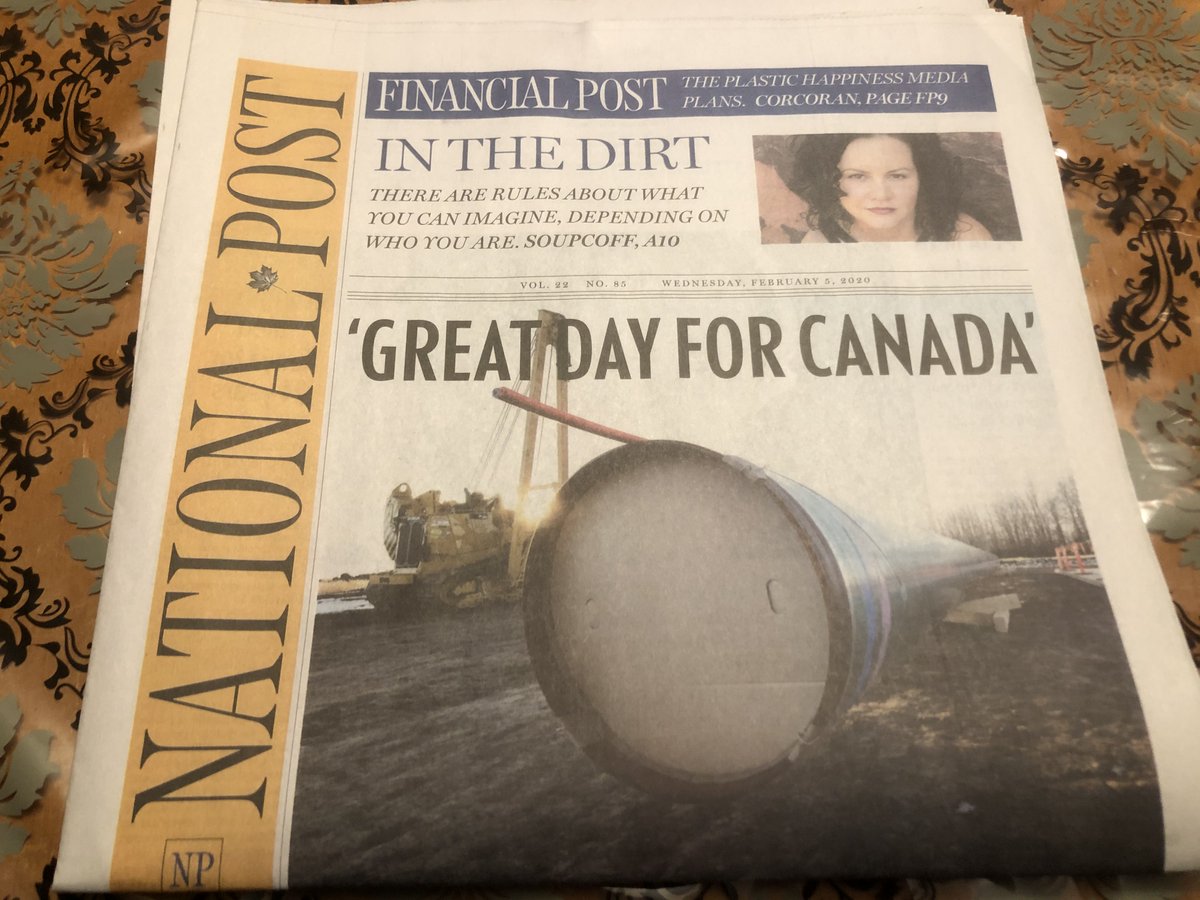 NATIONAL POST
NP
FINANCIAL POST
THE PLASTIC HAPPINESS MEDIA
PLANS. CORCORAN, PAGE FP9
IN THE DIRT
THERE ARE RULES ABOUT WHAT
YOU CAN IMAGINE, DEPENDING ON
WHO YOU ARE. SOUPCOFF, A10
VOL. 22 NO. 85 WEDNESDAY, FEBRUARY 5, 2020
‘GREAT DAY FOR CANADA’